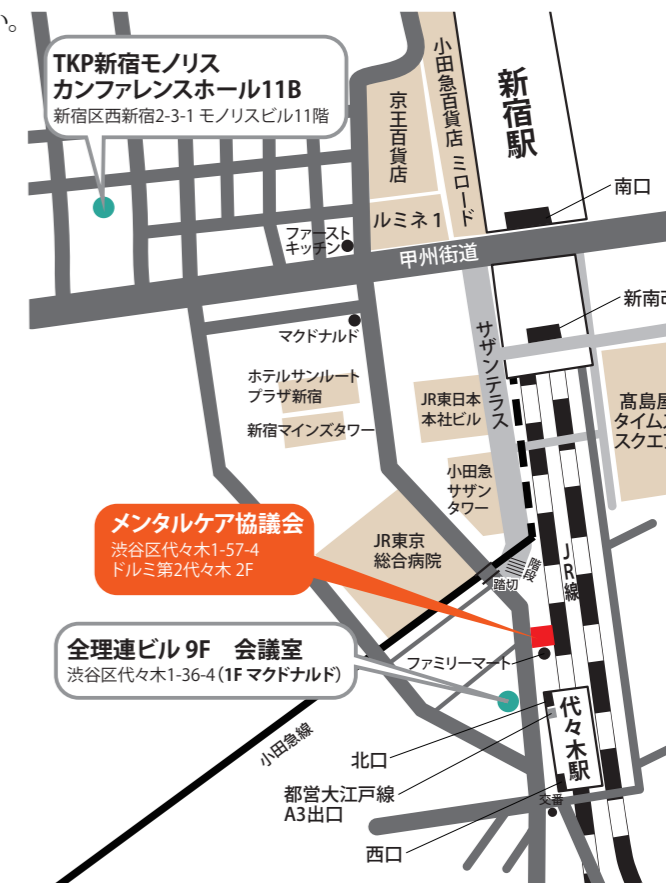 い。
TKP新宿モノリス
カンファレンスホール11B
新宿区西新宿2-3-1 モノリスビル11階
小田急百貨店 ミロード
京王百貨店
新宿駅
南口
ルミネ 1
ファースト
キッチン
甲州街道
新南改
マクドナルド
サザンテラス
ホテルサンルート
プラザ新宿
新宿マインズタワー
JR東日本
本社ビル
髙島屋
タイムズ
スクエア
小田急
サザン
タワー
メンタルケア協議会
渋谷区代々木1-57-4
ドルミ第2代々木 2F
JR東京
総合病院
階段
踏切
JR線
全理連ビル 9F 会議室
渋谷区代々木1-36-4(1F マクドナルド)
ファミリーマート
代々木駅
小田急線
北口
都営大江戸線
A3出口
交番
西口